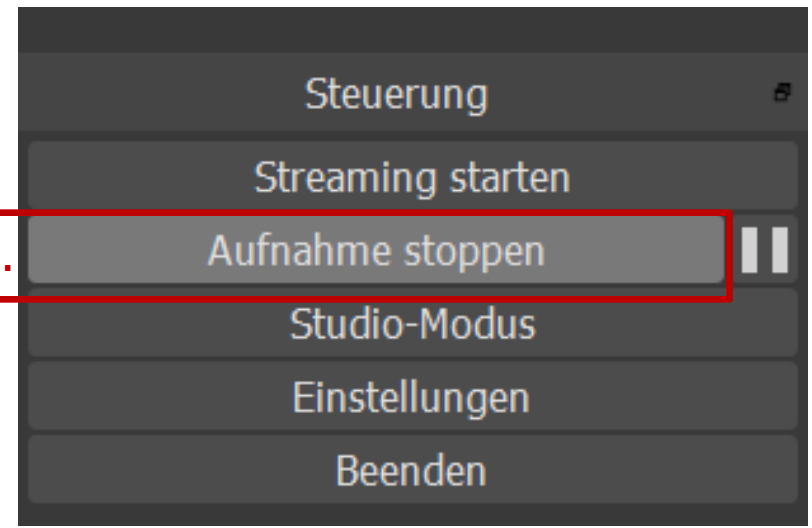 Steuerung
Streaming starten
. Aufnahme stoppen
Studio-Modus
Einstellungen
Beenden